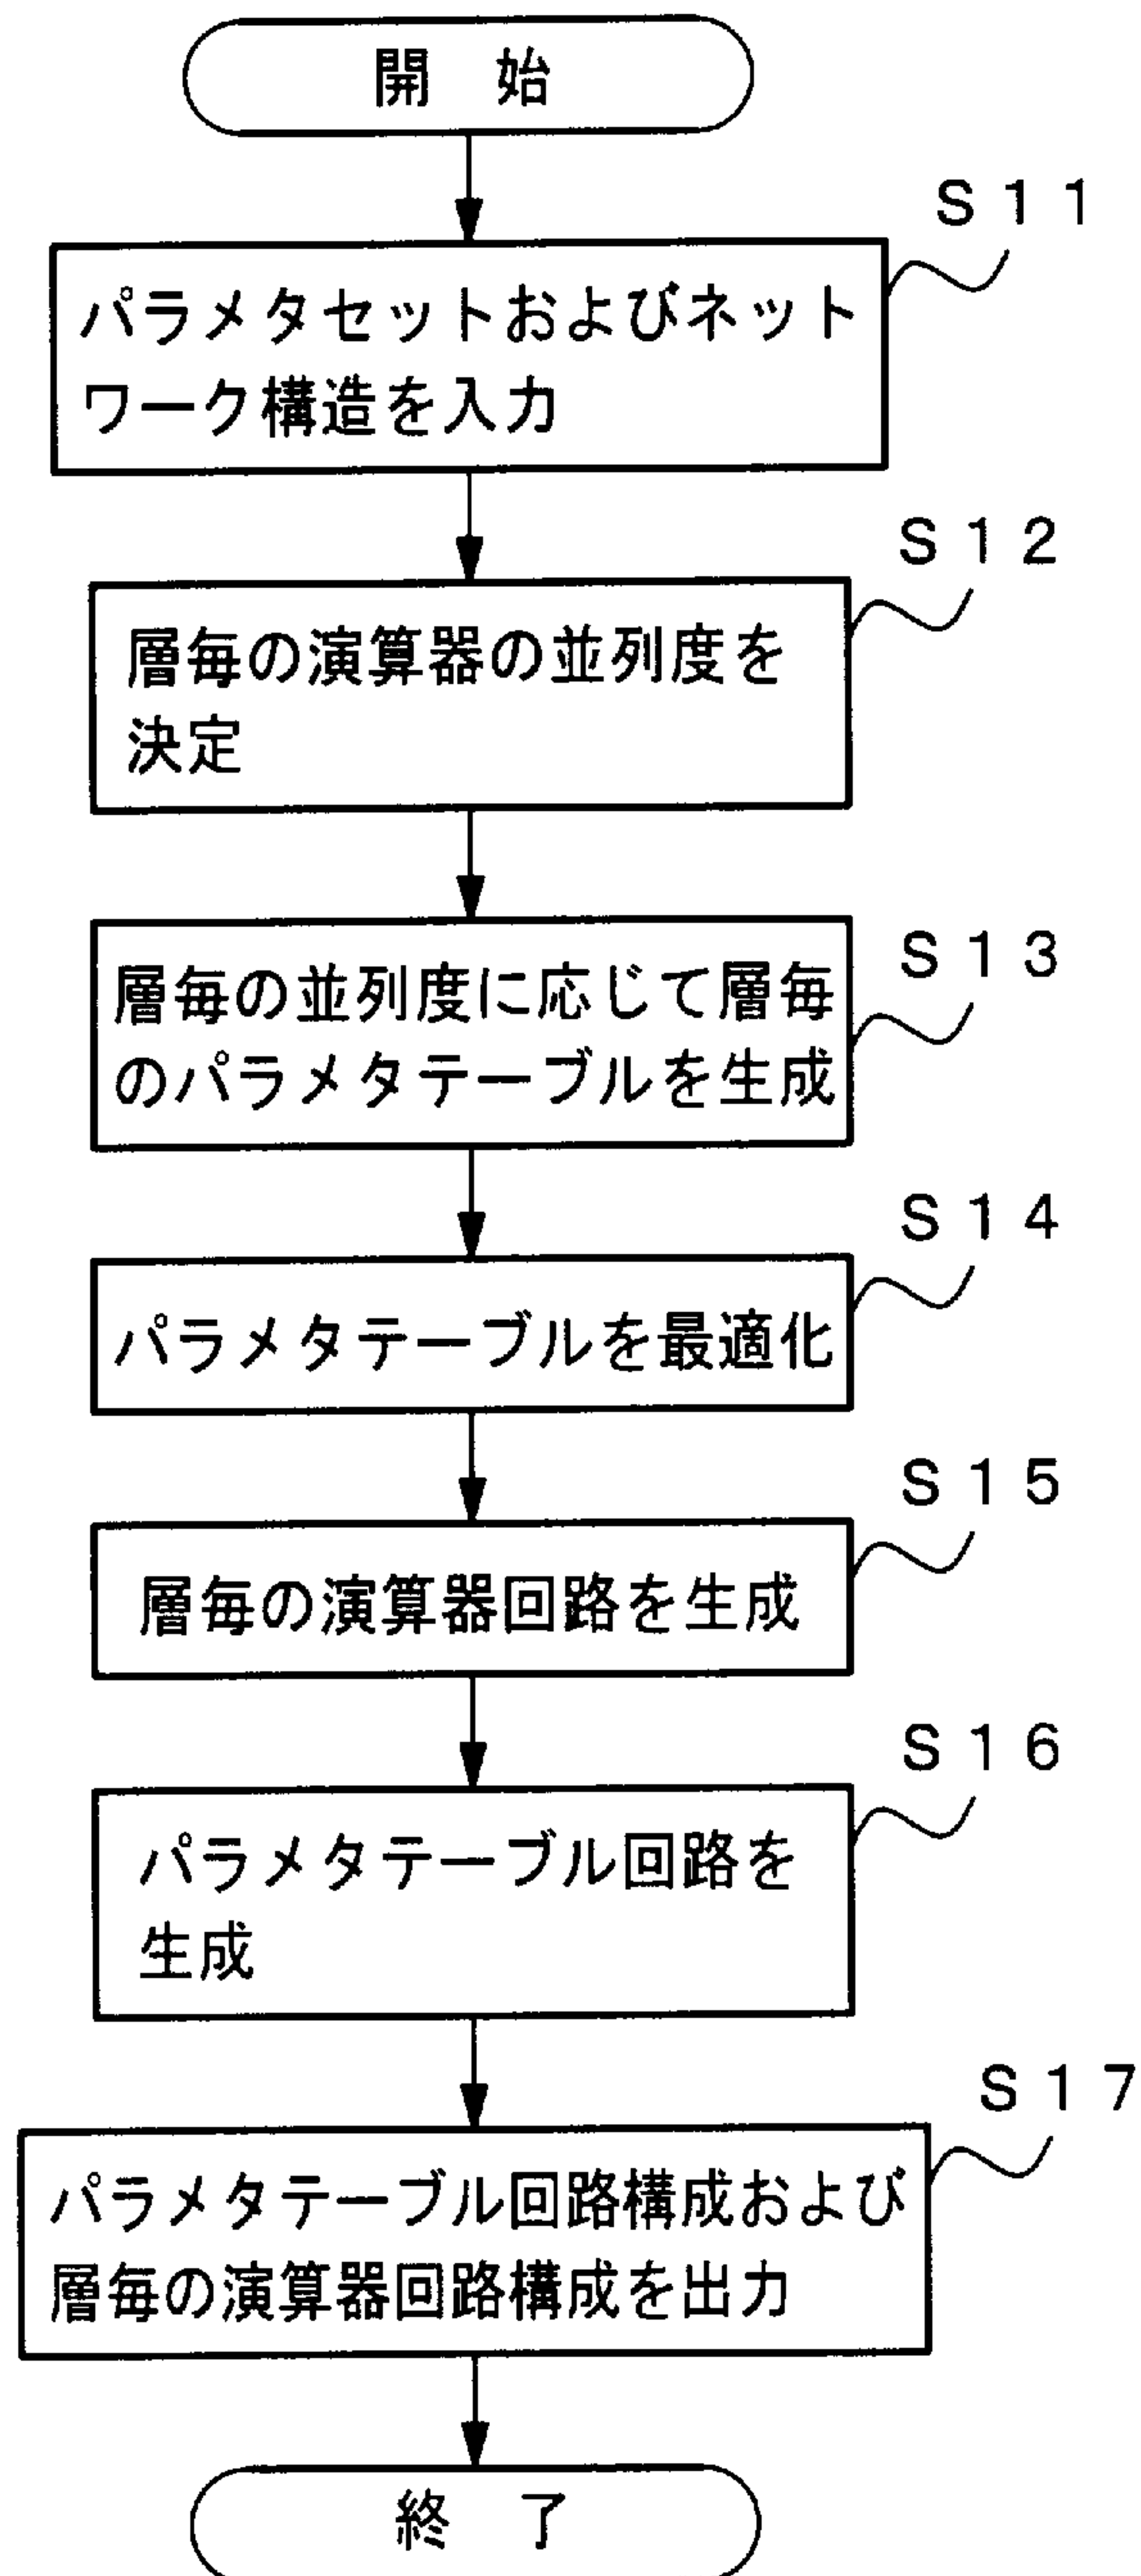 開　始
Ｓ１１
パラメタセットおよびネット
ワーク構造を入力
Ｓ１２
層毎の演算器の並列度を
決定
Ｓ１３
層毎の並列度に応じて層毎
のパラメタテーブルを生成
Ｓ１４
パラメタテーブルを最適化
Ｓ１５
層毎の演算器回路を生成
Ｓ１６
パラメタテーブル回路を
生成
Ｓ１７
パラメタテーブル回路構成および
層毎の演算器回路構成を出力
終　了